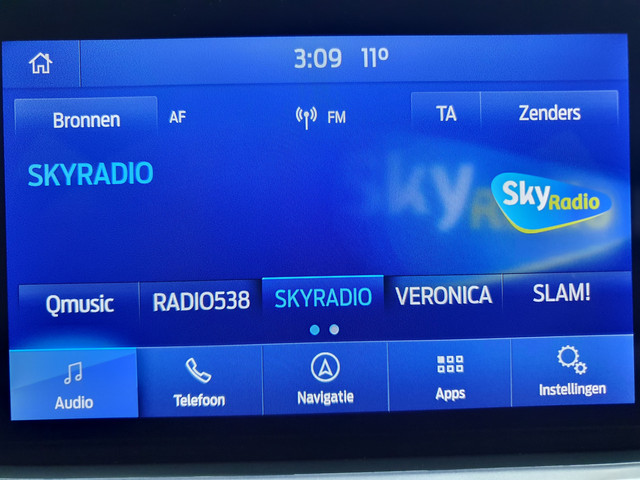 3:09 11º
Bronnen AF FM TA Zenders
SKYRADIO
Sky Radio
Qmusic RADIO538 SKYRADIO VERONICA SLAM!
Audio Telefoon Navigatie Apps Instellingen